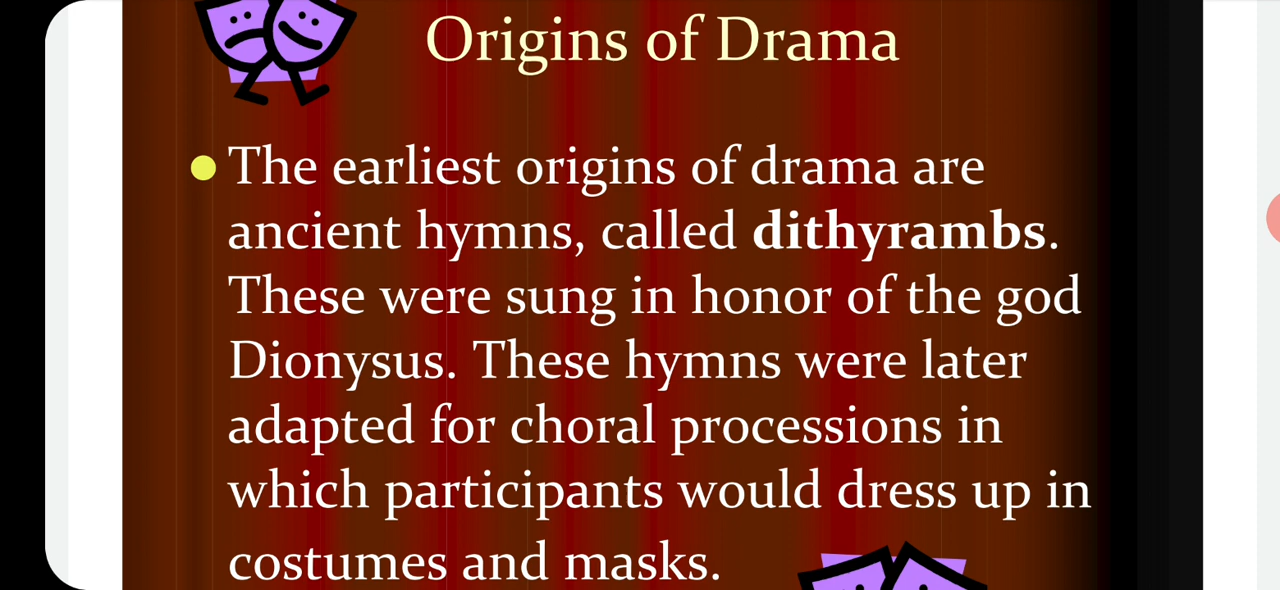 Origins of Drama
The earliest origins of drama are
ancient hymns, called dithyrambs.
These were sung in honor of the god
Dionysus. These hymns were later
adapted for choral processions in
which participants would dress up in
costumes and masks.